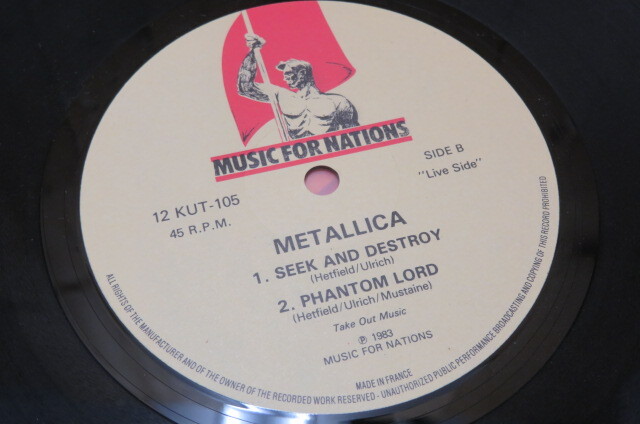 MUSIC FOR NATIONS
SIDE B
"Live Side"
12 KUT-105
45 R.P.M.
METALLICA
1. SEEK AND DESTROY
(Hetfield/Ulrich)
2. PHANTOM LORD
(Hetfield/Ulrich/Mustaine)
Take Out Music
℗ 1983
MUSIC FOR NATIONS
MADE IN FRANCE
ALL RIGHTS OF THE MANUFACTURER AND OF THE OWNER OF THE RECORDED WORK RESERVED - UNAUTHORIZED PUBLIC PERFORMANCE BROADCASTING AND COPYING OF THIS RECORD PROHIBITED